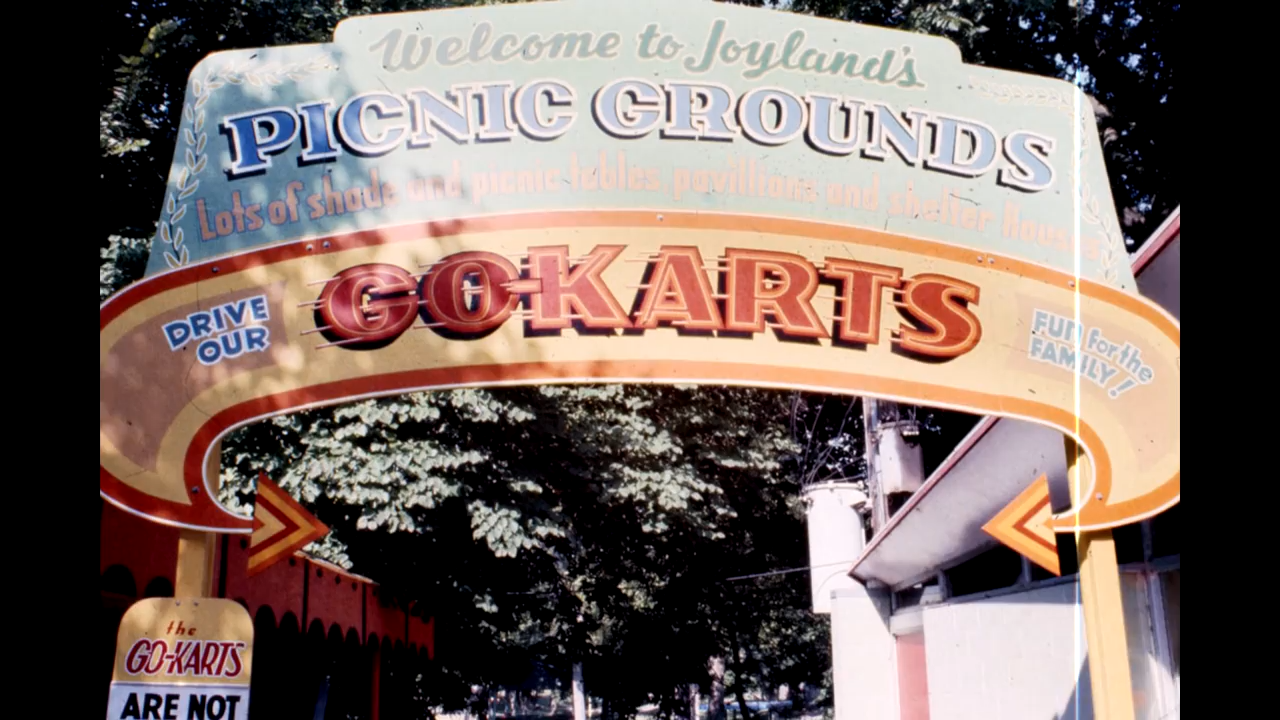 Welcome to Joyland's
PICNIC GROUNDS
Lots of shade and picnic tables, pavillions and shelter houses
DRIVE
OUR
GO-KARTS
FUN for the
FAMILY!
the
GO-KARTS
ARE NOT